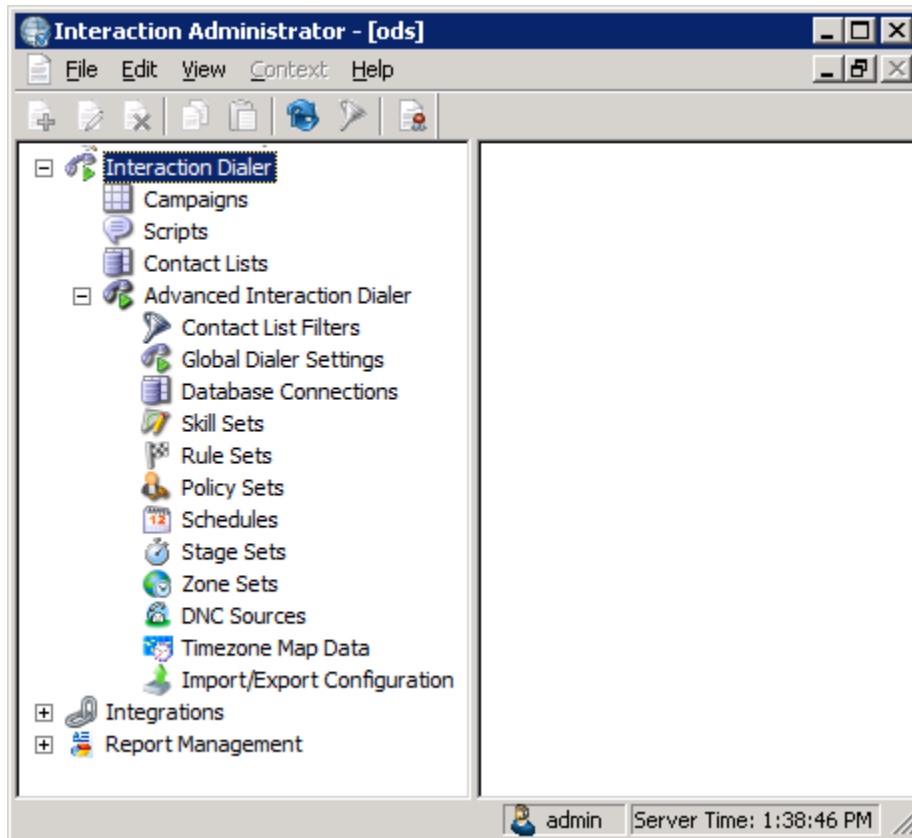 Interaction Administrator - [ods]
File Edit View Context Help
Interaction Dialer
Campaigns
Scripts
Contact Lists
Advanced Interaction Dialer
Contact List Filters
Global Dialer Settings
Database Connections
Skill Sets
Rule Sets
Policy Sets
Schedules
Stage Sets
Zone Sets
DNC Sources
Timezone Map Data
Import/Export Configuration
Integrations
Report Management
admin Server Time: 1:38:46 PM